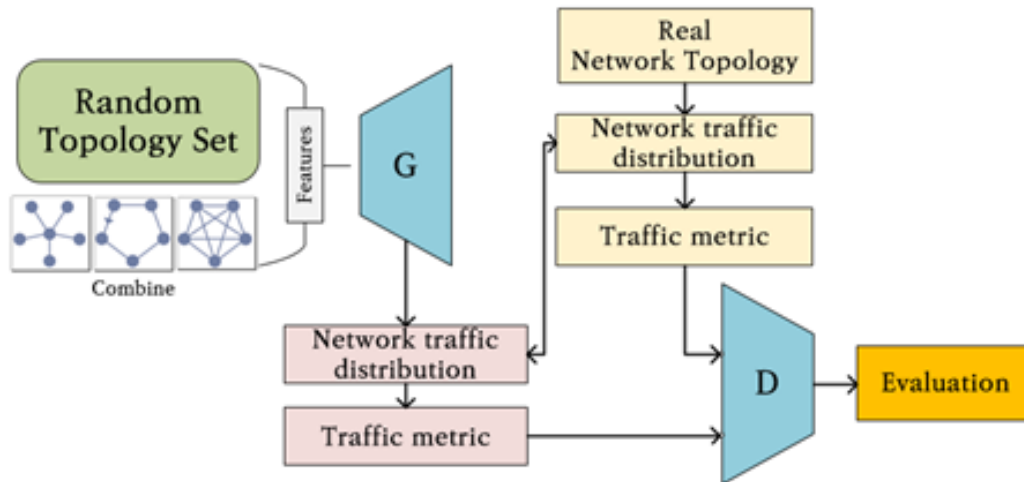 Random
Topology Set
Combine
Features
G
Real
Network Topology
Network traffic
distribution
Traffic metric
Network traffic
distribution
Traffic metric
D
Evaluation